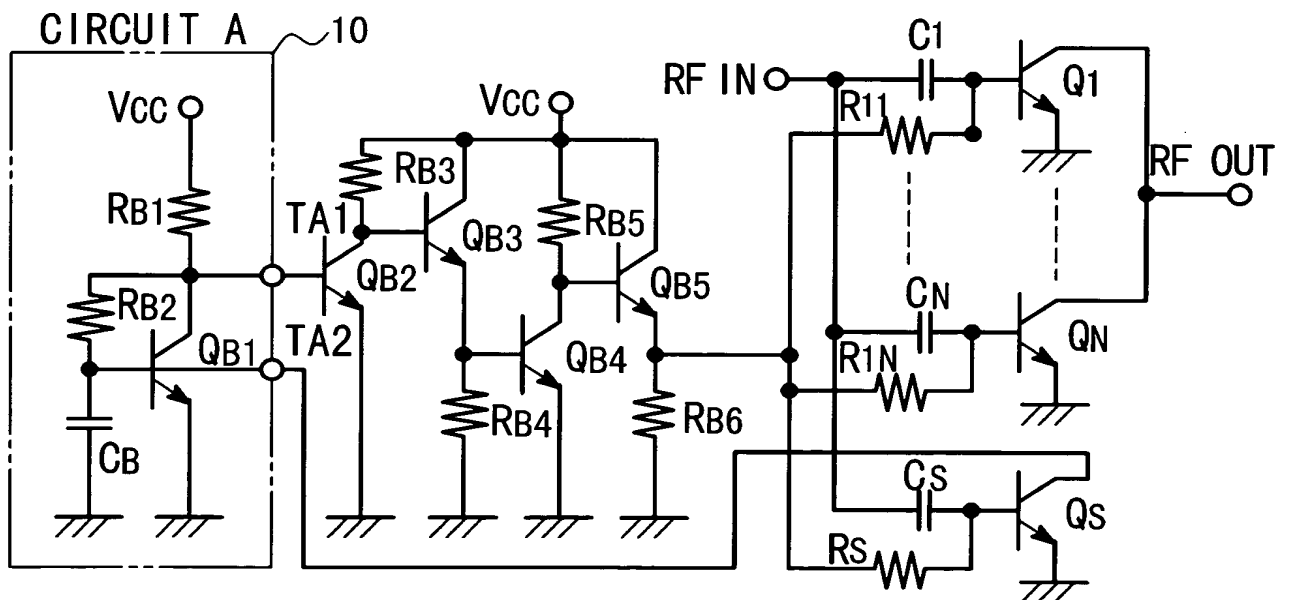 CIRCUIT A
10
VCC
RB1
RB2
QB1
CB
TA1
TA2
QB2
RB3
QB3
RB4
VCC
RB5
QB4
QB5
RB6
RF IN
C1
R11
Q1
RF OUT
CN
R1N
QN
CS
RS
QS